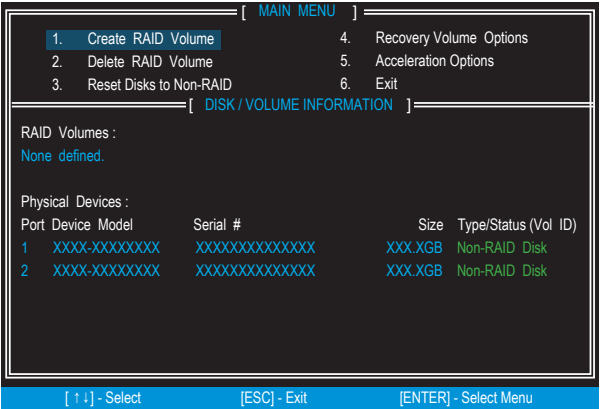 [ MAIN MENU ]
1. Create RAID Volume 4. Recovery Volume Options
2. Delete RAID Volume 5. Acceleration Options
3. Reset Disks to Non-RAID 6. Exit
[ DISK / VOLUME INFORMATION ]
RAID Volumes :
None defined.
Physical Devices :
Port Device Model Serial # Size Type/Status (Vol ID)
1 XXXX-XXXXXXXX XXXXXXXXXXXXXX XXX.XGB Non-RAID Disk
2 XXXX-XXXXXXXX XXXXXXXXXXXXXX XXX.XGB Non-RAID Disk
[ ↑↓] - Select [ESC] - Exit [ENTER] - Select Menu